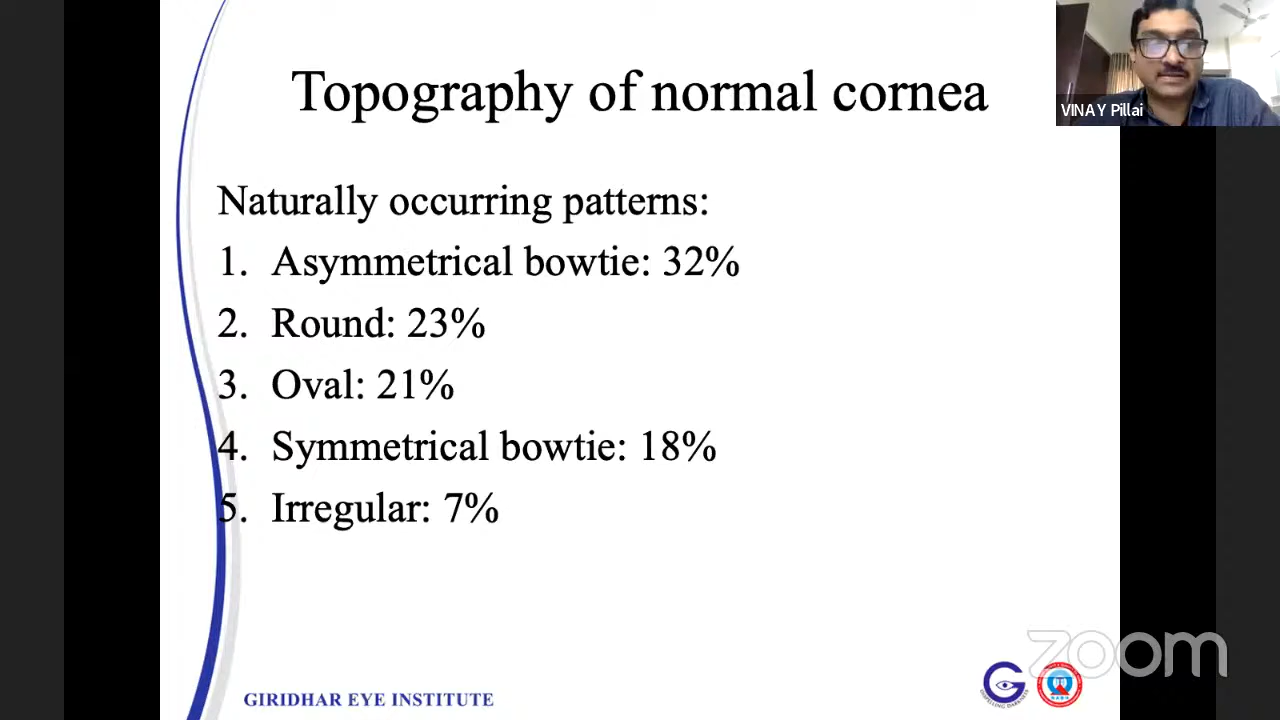 Topography of normal cornea
VINAY Pillai
Naturally occurring patterns:
1. Asymmetrical bowtie: 32%
2. Round: 23%
3. Oval: 21%
4. Symmetrical bowtie: 18%
5. Irregular: 7%
zoom
GIRIDHAR EYE INSTITUTE